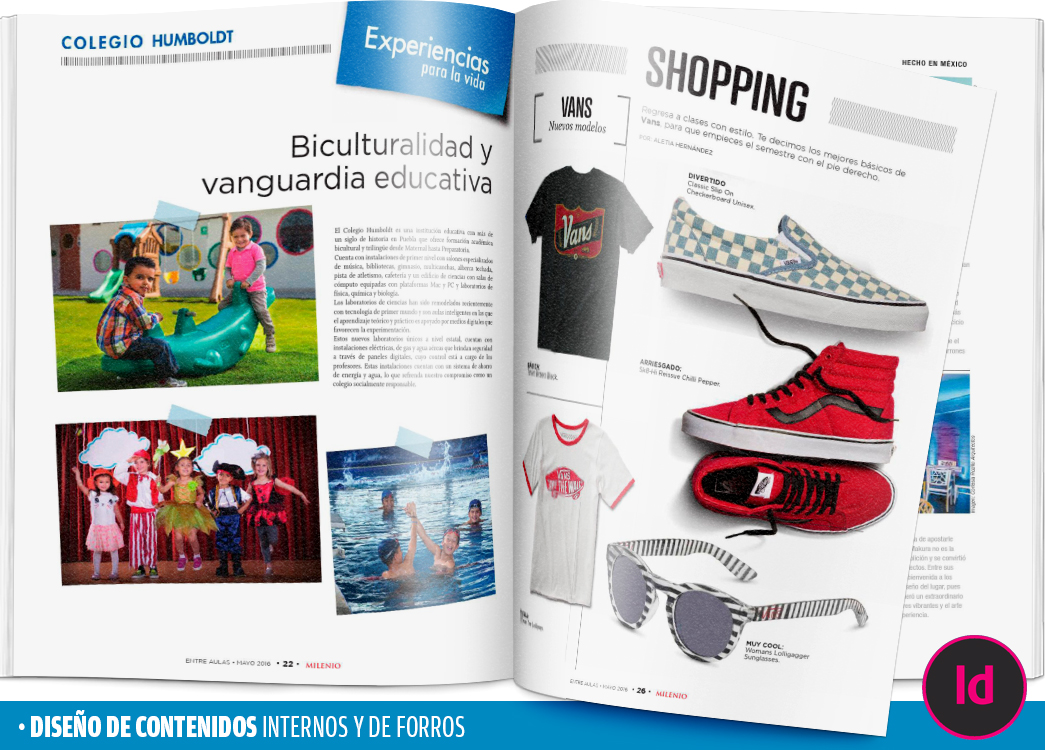 COLEGIO HUMBOLDT
Experiencias
para la vida
Biculturalidad y
vanguardia educativa
El Colegio Humboldt es una institución educativa con más de
un siglo de historia en Puebla que ofrece formación académica
bicultural y trilingüe desde Maternal hasta Preparatoria.
Cuenta con instalaciones de primer nivel con salones especializados
de música, bibliotecas, gimnasio, multicanchas, alberca techada,
pista de atletismo, cafetería y un edificio de ciencias con salas de
cómputo equipadas con plataformas Mac y PC y laboratorios de
física, química y biología.
Los laboratorios de ciencias han sido remodelados recientemente
con tecnología de primer mundo y son aulas inteligentes en las que
el aprendizaje teórico y práctico es apoyado por medios digitales que
favorecen la experimentación.
Estos nuevos laboratorios únicos a nivel estatal, cuentan con
instalaciones eléctricas, de gas y agua aéreas que brindan seguridad
a través de paneles digitales, cuyo control está a cargo de los
profesores. Estas instalaciones cuentan con un sistema de ahorro
de energía y agua, lo que refrenda nuestro compromiso como un
colegio socialmente responsable.
ENTRE AULAS • MAYO 2016 • 22 • MILENIO
VANS
Nuevos modelos
Vans
VANS
OFF THE WALL
SHOPPING
Regresa a clases con estilo. Te decimos los mejores básicos de
Vans, para que empieces el semestre con el pie derecho.
POR: ALETIA HERNÁNDEZ
DIVERTIDO
Classic Slip On
Checkerboard Unisex.
ARRIESGADO:
Sk8-Hi Reissue Chilli Pepper.
MUY COOL:
Womans Lolligagger
Sunglasses.
ENTRE AULAS • MAYO 2016 • 26 • MILENIO
HECHO EN MÉXICO
• DISEÑO DE CONTENIDOS INTERNOS Y DE FORROS
Id